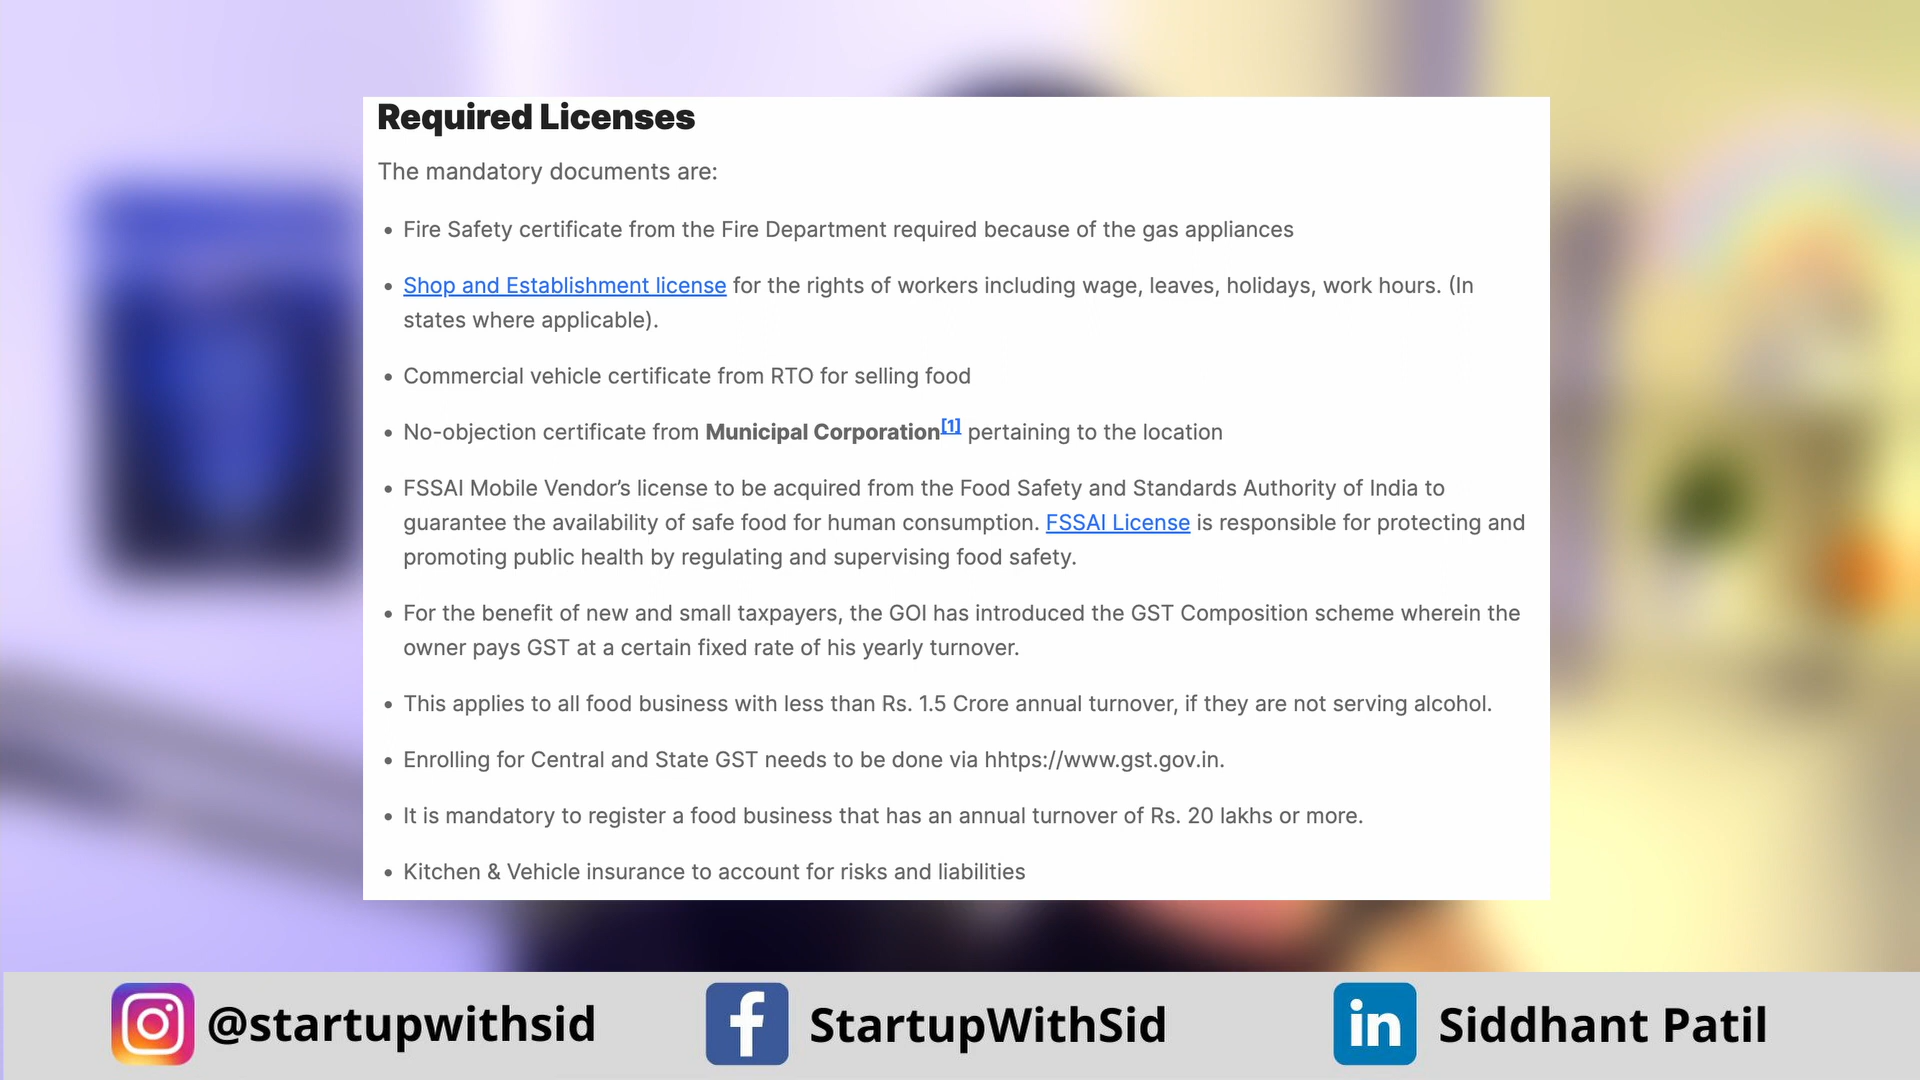 Required Licenses
The mandatory documents are:
• Fire Safety certificate from the Fire Department required because of the gas appliances
• Shop and Establishment license for the rights of workers including wage, leaves, holidays, work hours. (In
states where applicable).
• Commercial vehicle certificate from RTO for selling food
• No-objection certificate from Municipal Corporation[1] pertaining to the location
• FSSAI Mobile Vendor’s license to be acquired from the Food Safety and Standards Authority of India to
guarantee the availability of safe food for human consumption. FSSAI License is responsible for protecting and
promoting public health by regulating and supervising food safety.
• For the benefit of new and small taxpayers, the GOI has introduced the GST Composition scheme wherein the
owner pays GST at a certain fixed rate of his yearly turnover.
• This applies to all food business with less than Rs. 1.5 Crore annual turnover, if they are not serving alcohol.
• Enrolling for Central and State GST needs to be done via hhtps://www.gst.gov.in.
• It is mandatory to register a food business that has an annual turnover of Rs. 20 lakhs or more.
• Kitchen & Vehicle insurance to account for risks and liabilities
@startupwithsid
StartupWithSid
Siddhant Patil